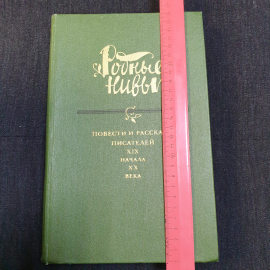 Родные
нивы
ПОВЕСТИ И РАССКА
ПИСАТЕЛЕЙ
XIX
НАЧАЛА
XX
ВЕКА